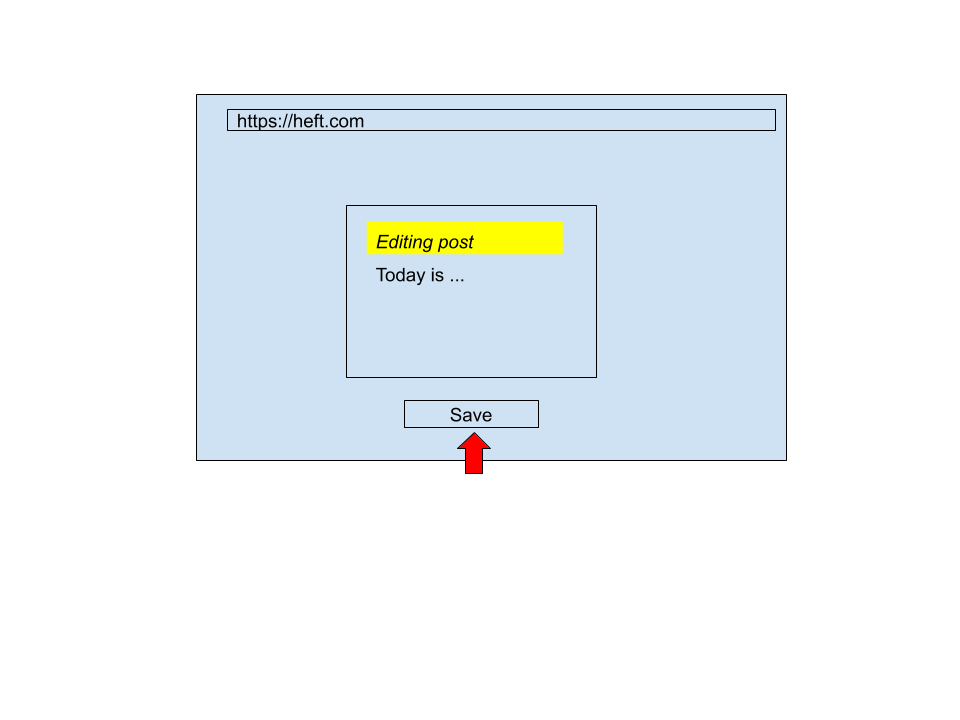 https://heft.com
Editing post
Today is ...
Save